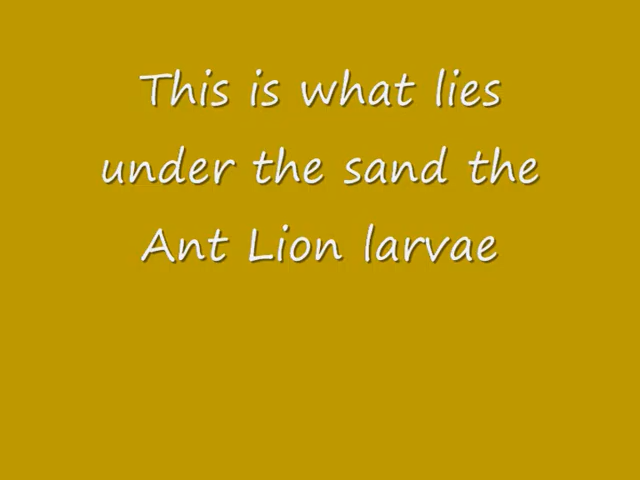 This is what lies
under the sand the
Ant Lion larvae